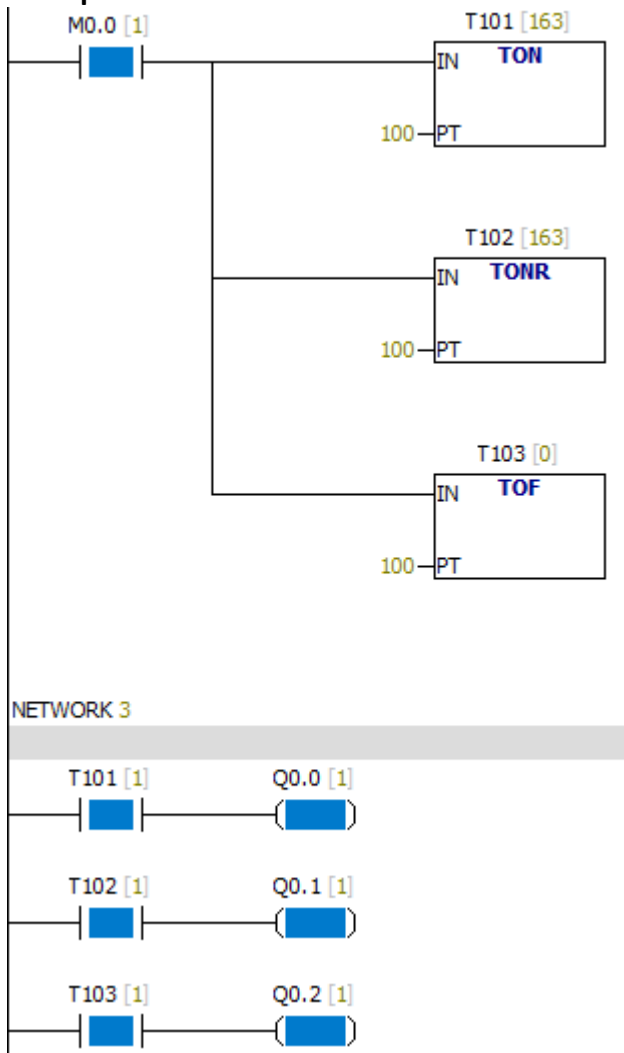 M0.0 [1]
T101 [163]
IN TON
100 PT
T102 [163]
IN TONR
100 PT
T103 [0]
IN TOF
100 PT
NETWORK 3
T101 [1] Q0.0 [1]
T102 [1] Q0.1 [1]
T103 [1] Q0.2 [1]